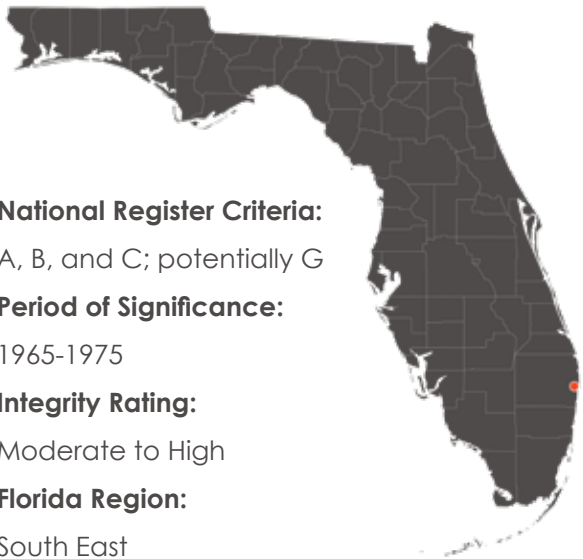 National Register Criteria:
A, B, and C; potentially G
Period of Significance:
1965-1975
Integrity Rating:
Moderate to High
Florida Region:
South East